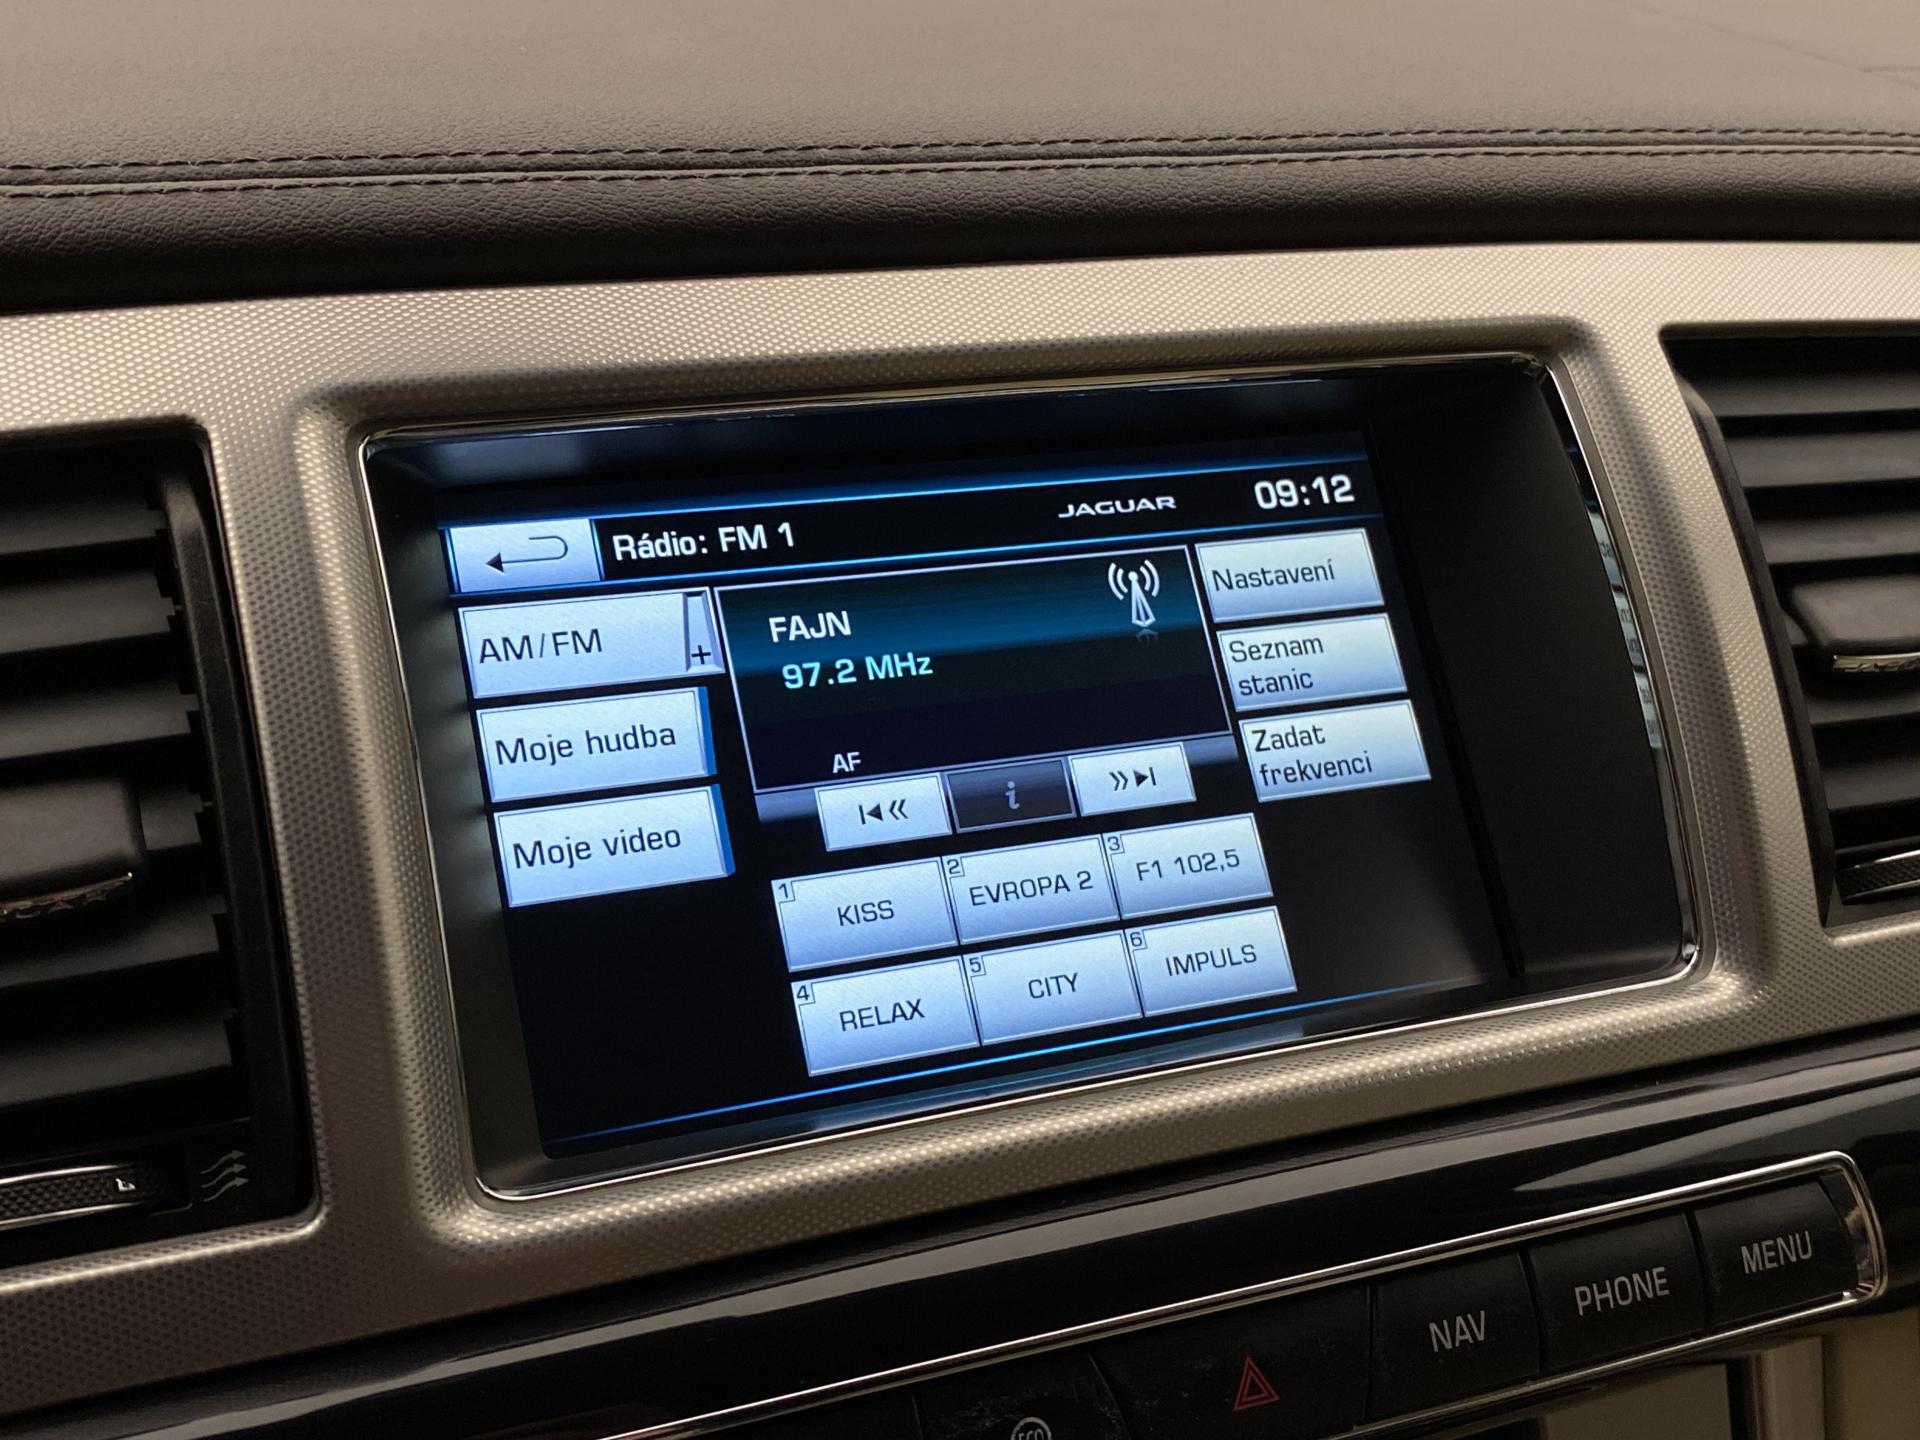 Rádio: FM 1
JAGUAR
09:12
AM/FM
+
Moje hudba
Moje video
FAJN
97.2 MHz
AF
i
Nastavení
Seznam
stanic
Zadat
frekvenci
1 KISS
2 EVROPA 2
3 F1 102,5
4 RELAX
5 CITY
6 IMPULS
NAV
PHONE
MENU
ECO